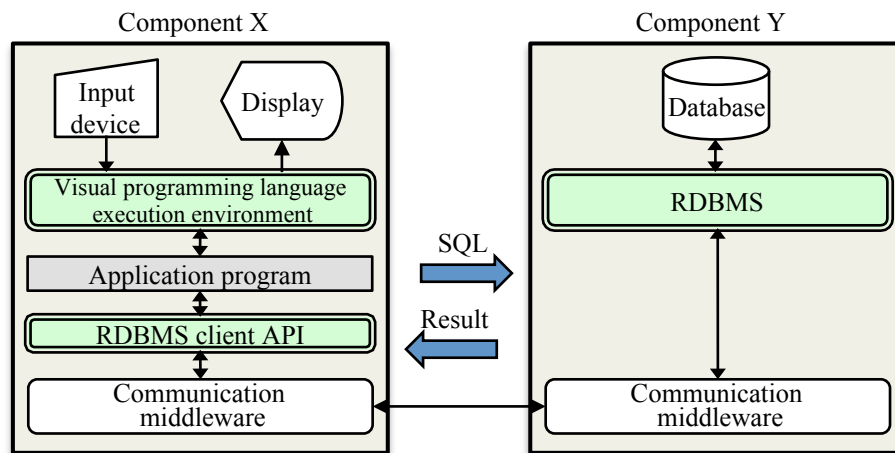 Component X
Input
device
Display
Visual programming language
execution environment
Application program
RDBMS client API
Communication
middleware
SQL
Result
Component Y
Database
RDBMS
Communication
middleware